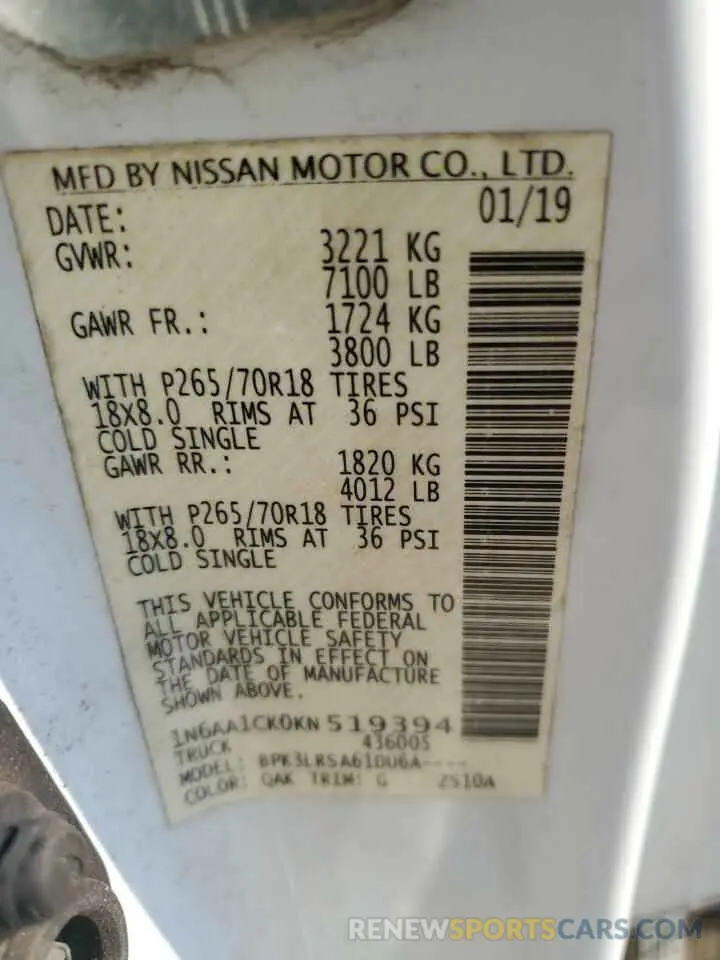 MFD BY NISSAN MOTOR CO., LTD.
DATE: 01/19
GVWR: 3221 KG
7100 LB
GAWR FR.: 1724 KG
3800 LB
WITH P265/70R18 TIRES
18X8.0 RIMS AT 36 PSI
COLD SINGLE
GAWR RR.: 1820 KG
4012 LB
WITH P265/70R18 TIRES
18X8.0 RIMS AT 36 PSI
COLD SINGLE
THIS VEHICLE CONFORMS TO
ALL APPLICABLE FEDERAL
MOTOR VEHICLE SAFETY
STANDARDS IN EFFECT ON
THE DATE OF MANUFACTURE
SHOWN ABOVE.
1N6AA1CK0KN 519394
TRUCK 436005
MODEL: BPK3LRSA61DU6A----
COLOR: QAK TRIM: G 2S10A
RENEWSPORTSCARS.COM